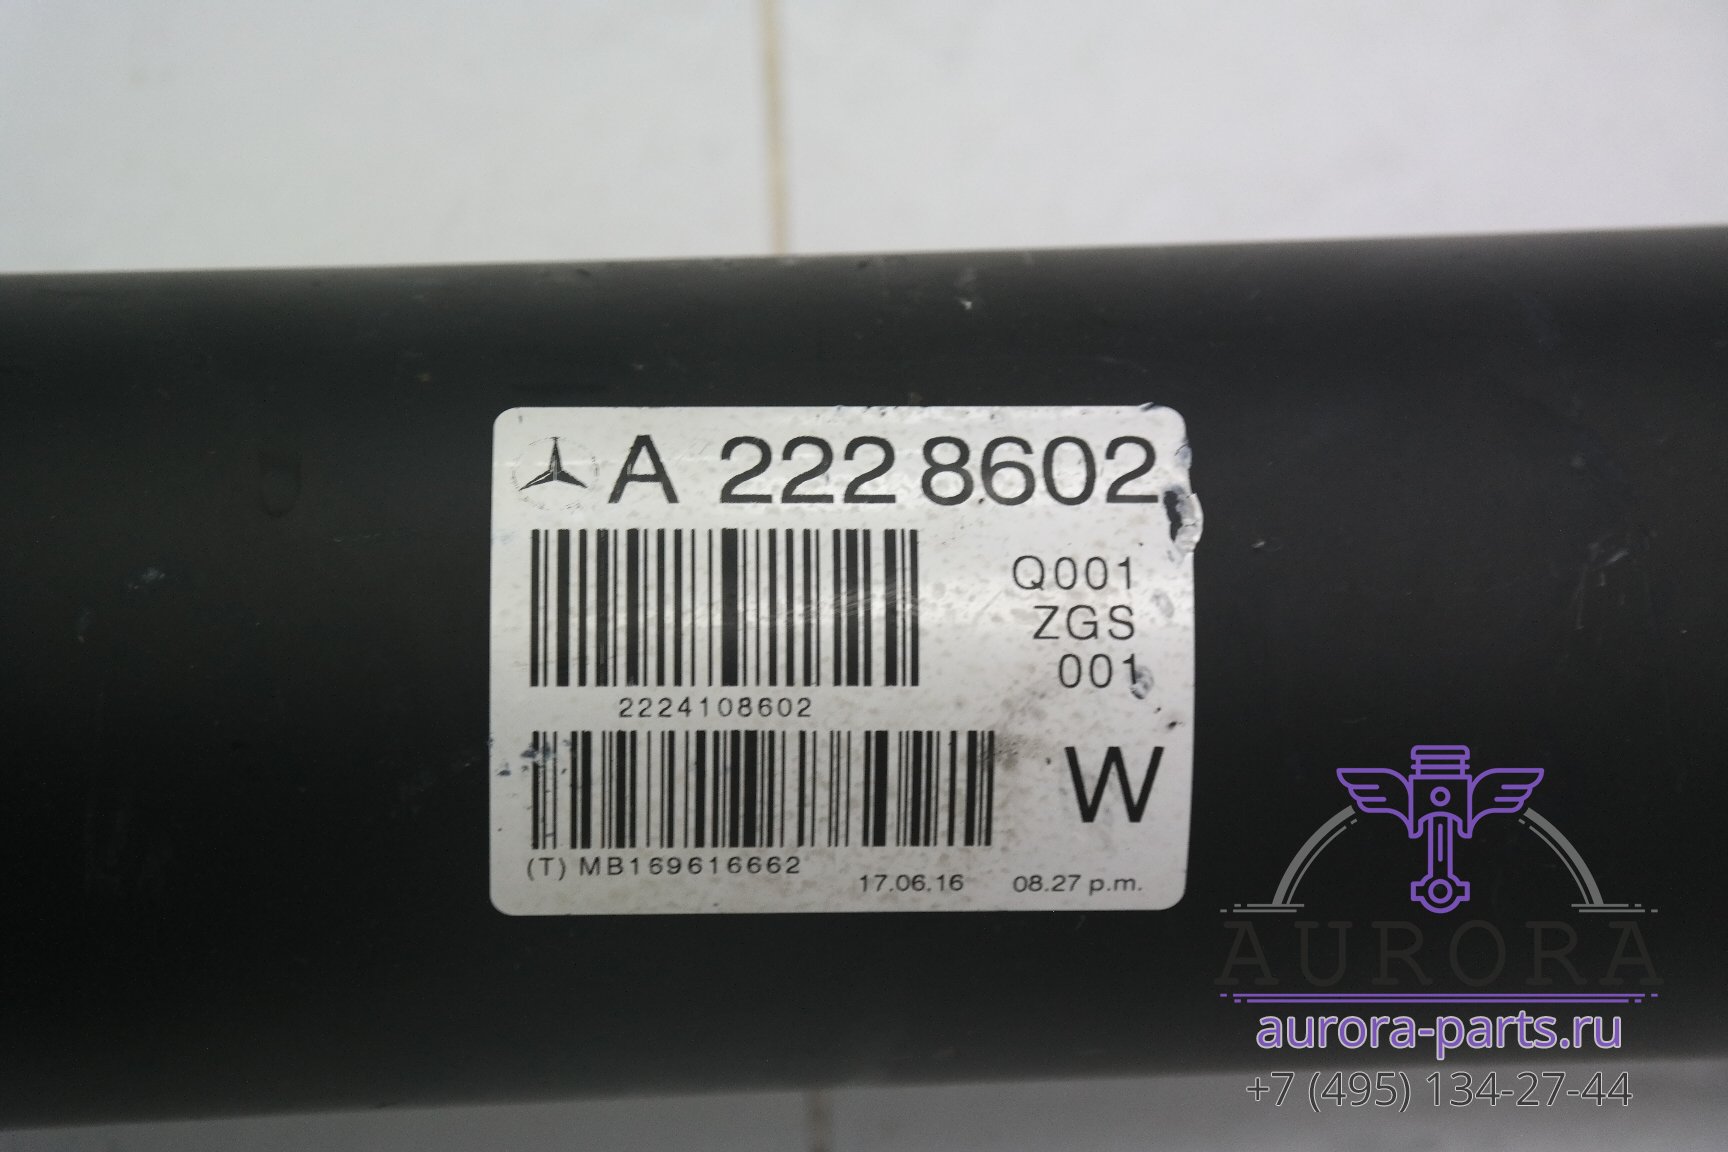 A 222 8602
Q001
ZGS
001
2224108602
W
(T) MB169616662
17.06.16 08.27 p.m.
AURORA
aurora-parts.ru
+7 (495) 134-27-44